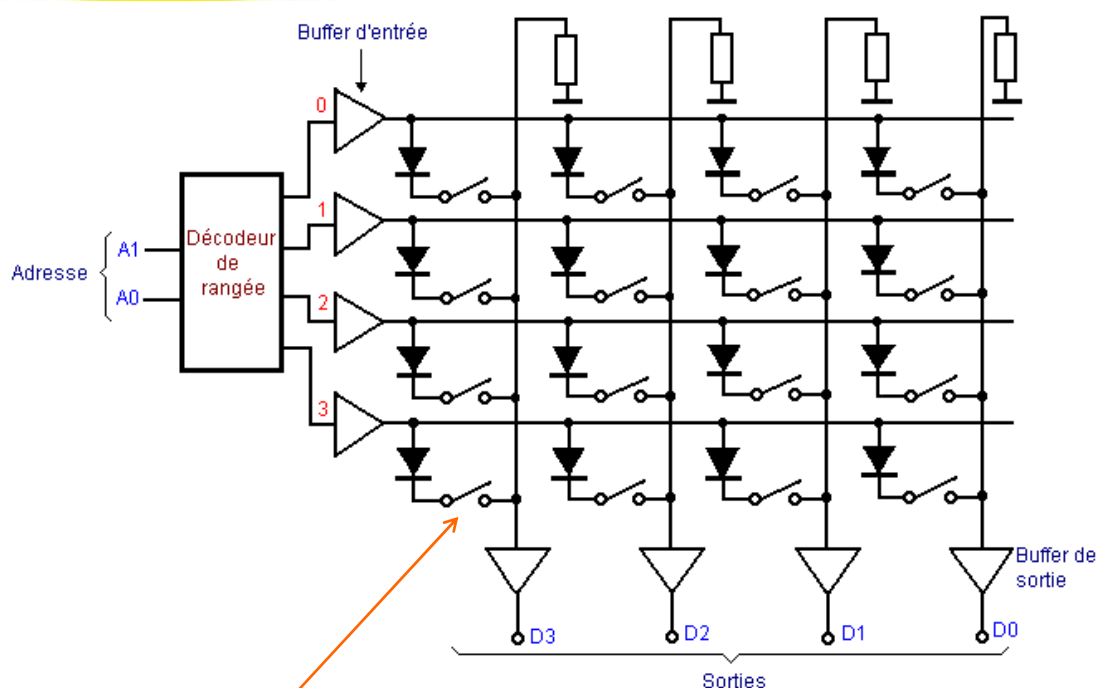 Buffer d'entrée
0
1
Décodeur
de
rangée
A1
Adresse
A0
2
3
Buffer de
sortie
D3
D2
D1
D0
Sorties